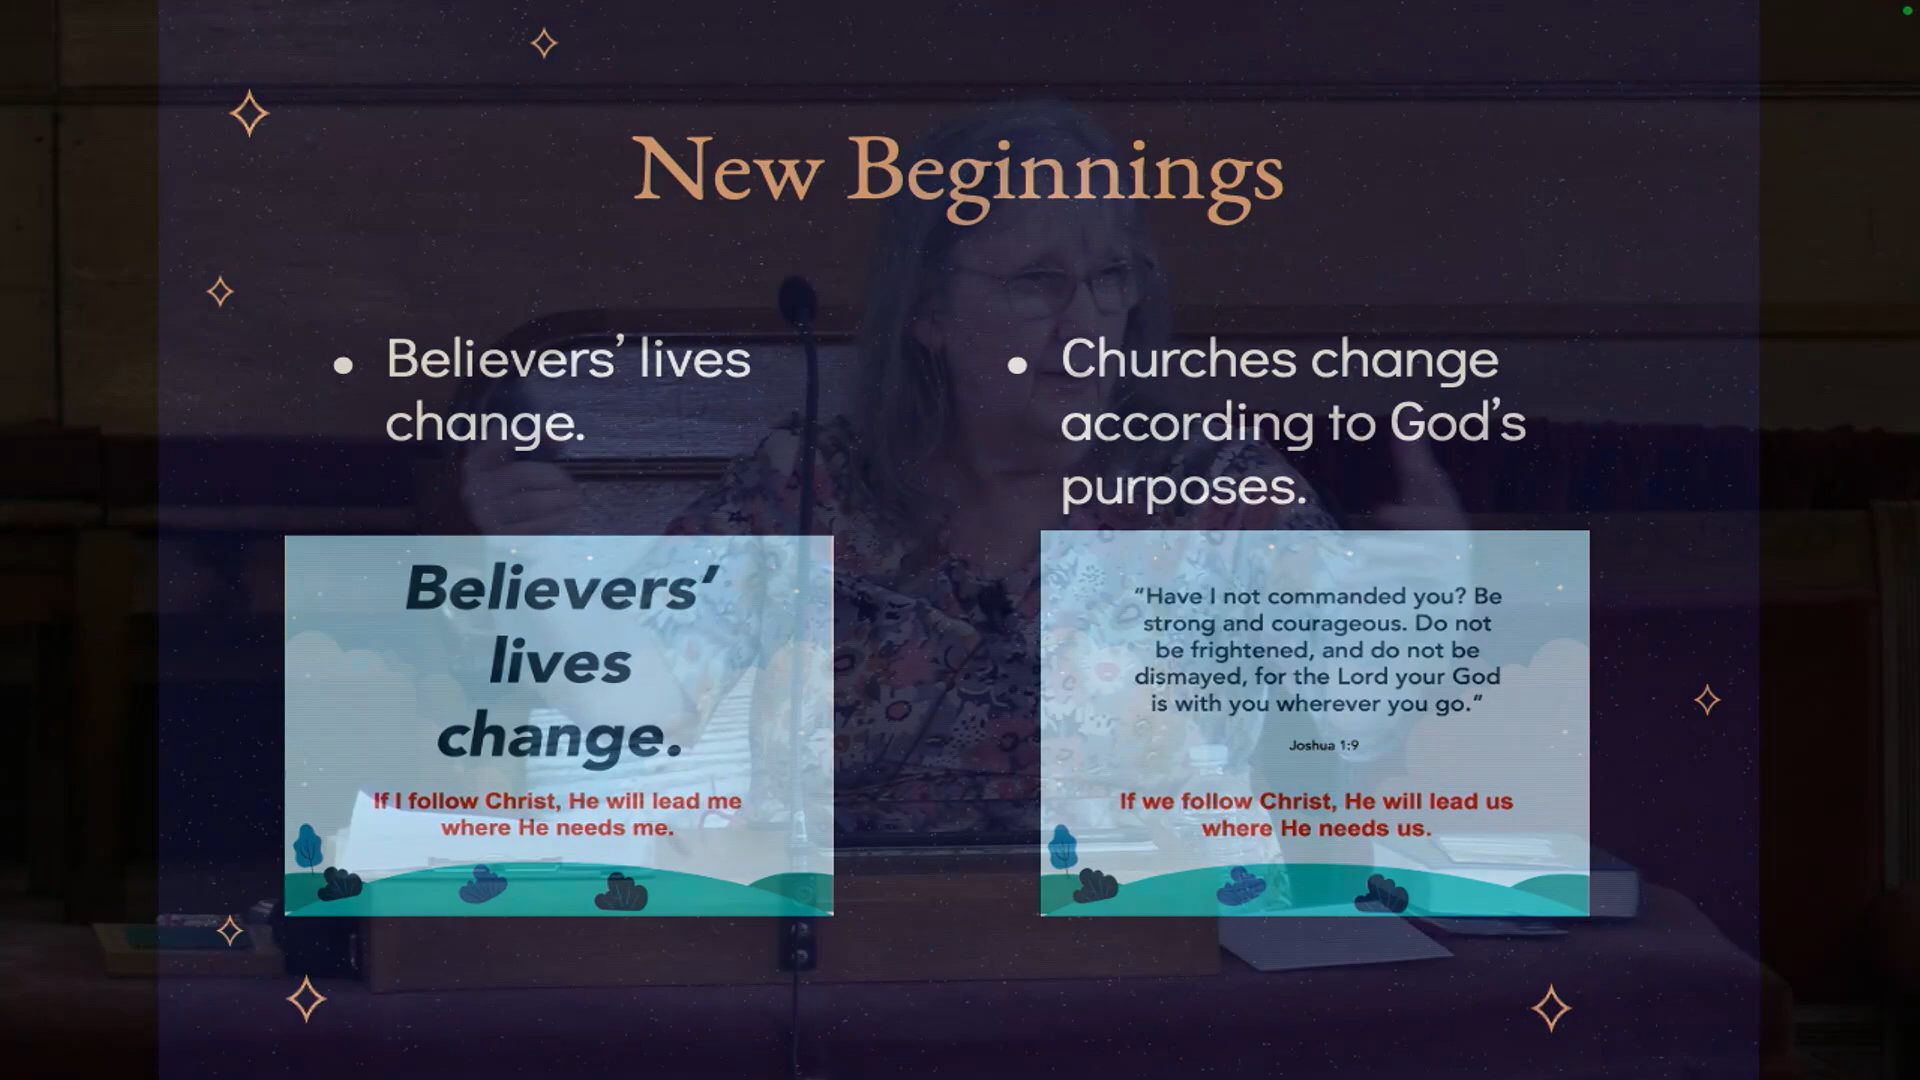 New Beginnings
• Believers’ lives
change.
• Churches change
according to God’s
purposes.
Believers’
lives
change.
If I follow Christ, He will lead me
where He needs me.
“Have I not commanded you? Be
strong and courageous. Do not
be frightened, and do not be
dismayed, for the Lord your God
is with you wherever you go.”
Joshua 1:9
If we follow Christ, He will lead us
where He needs us.